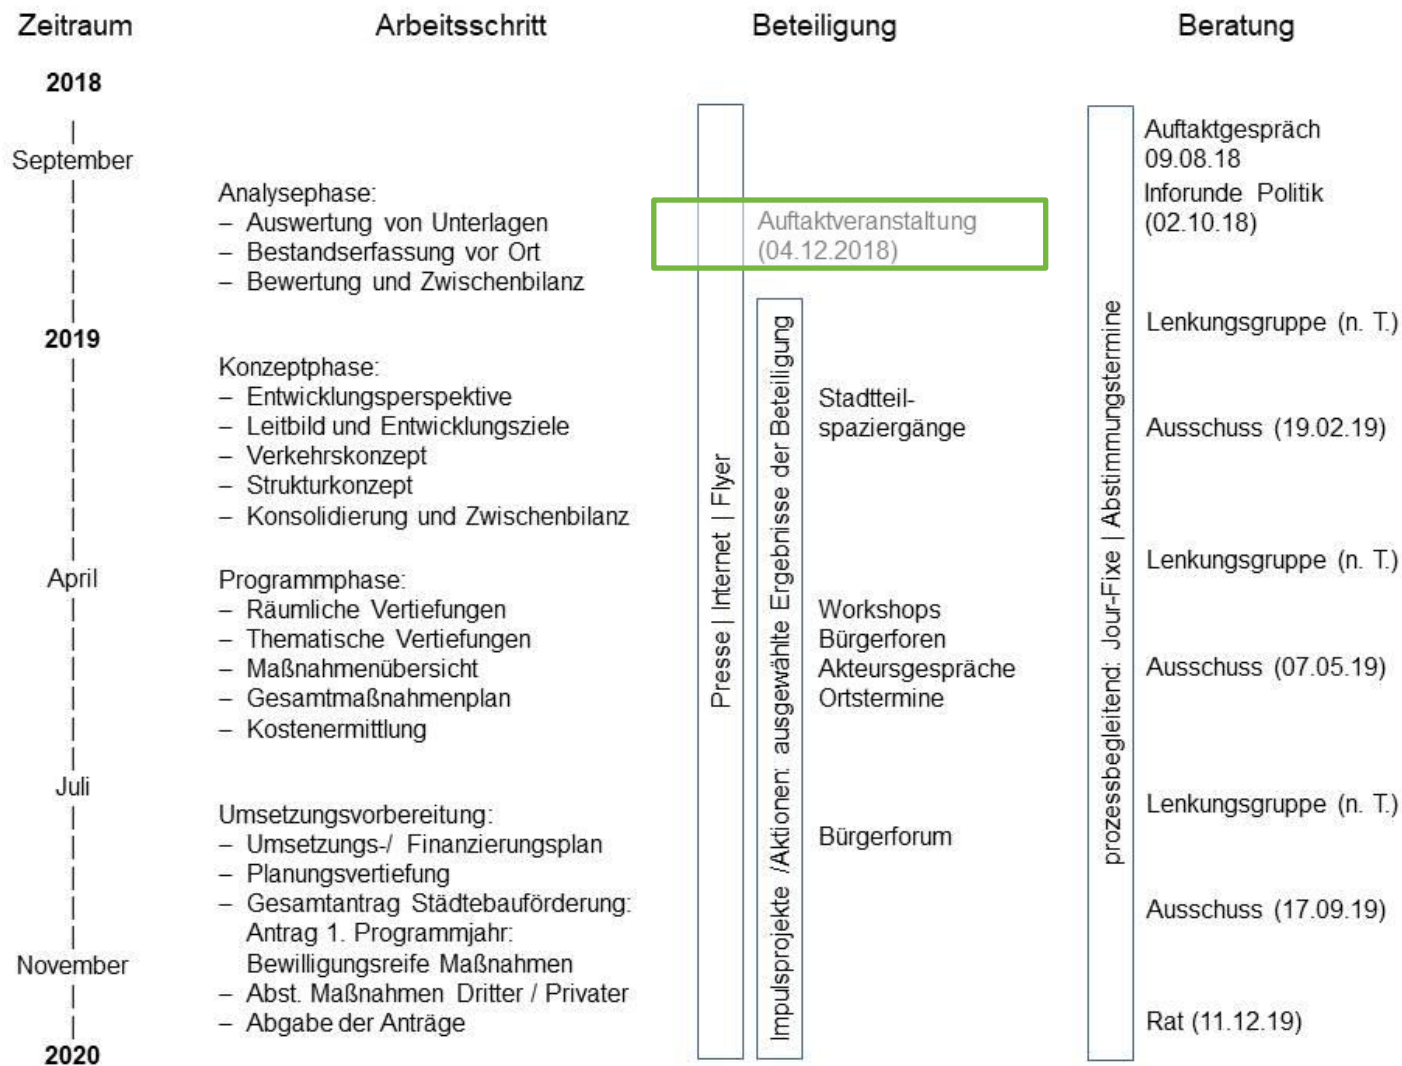 Zeitraum
Arbeitsschritt
Beteiligung
Beratung
2018
September
2019
April
Juli
November
2020
Analysephase:
– Auswertung von Unterlagen
– Bestandserfassung vor Ort
– Bewertung und Zwischenbilanz
Konzeptphase:
– Entwicklungsperspektive
– Leitbild und Entwicklungsziele
– Verkehrskonzept
– Strukturkonzept
– Konsolidierung und Zwischenbilanz
Programmphase:
– Räumliche Vertiefungen
– Thematische Vertiefungen
– Maßnahmenübersicht
– Gesamtmaßnahmenplan
– Kostenermittlung
Umsetzungsvorbereitung:
– Umsetzungs-/ Finanzierungsplan
– Planungsvertiefung
– Gesamtantrag Städtebauförderung:
Antrag 1. Programmjahr:
Bewilligungsreife Maßnahmen
– Abst. Maßnahmen Dritter / Privater
– Abgabe der Anträge
Presse | Internet | Flyer
Auftaktveranstaltung
(04.12.2018)
Impulsprojekte /Aktionen: ausgewählte Ergebnisse der Beteiligung
Stadtteil-
spaziergänge
Workshops
Bürgerforen
Akteursgespräche
Ortstermine
Bürgerforum
prozessbegleitend: Jour-Fixe | Abstimmungstermine
Auftaktgespräch
09.08.18
Inforunde Politik
(02.10.18)
Lenkungsgruppe (n. T.)
Ausschuss (19.02.19)
Lenkungsgruppe (n. T.)
Ausschuss (07.05.19)
Lenkungsgruppe (n. T.)
Ausschuss (17.09.19)
Rat (11.12.19)